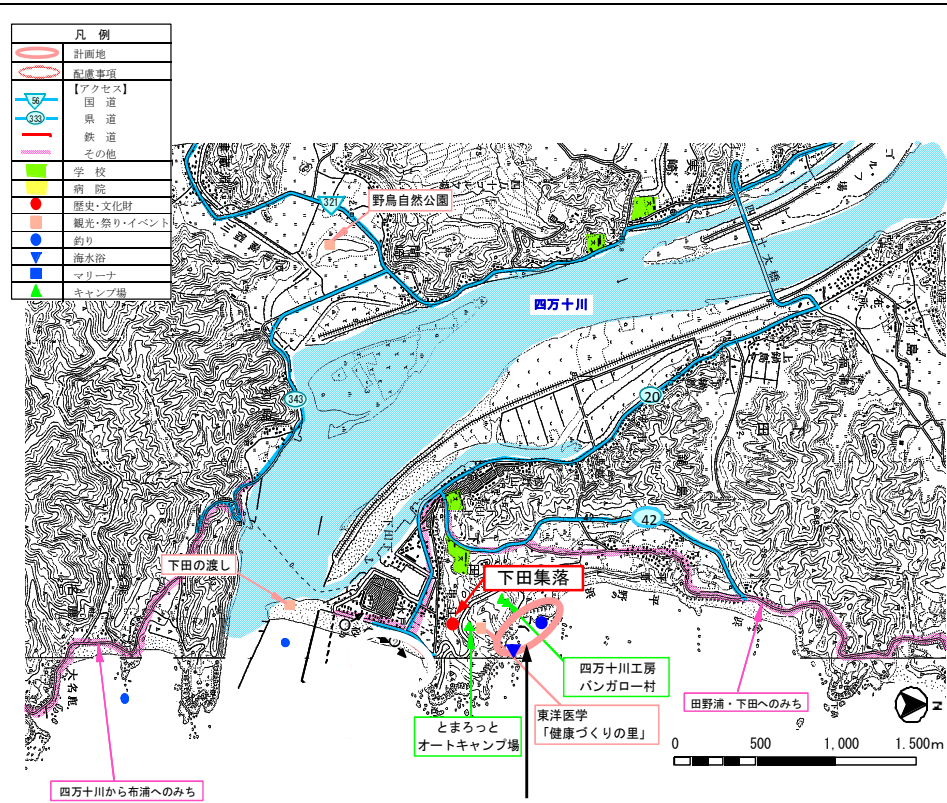 凡　例
計画地
配慮事項
【アクセス】
56
国　道
333
県　道
鉄　道
その他
学　校
病　院
歴史・文化財
観光・祭り・イベント
釣り
海水浴
マリーナ
キャンプ場
321
野鳥自然公園
四万十大橋
四万十川
343
20
42
下田
下田の渡し
下田集落
四万十川工房
バンガロー村
東洋医学
「健康づくりの里」
とまろっと
オートキャンプ場
田野浦・下田へのみち
四万十川から布浦へのみち
N
0 500 1,000 1,500m